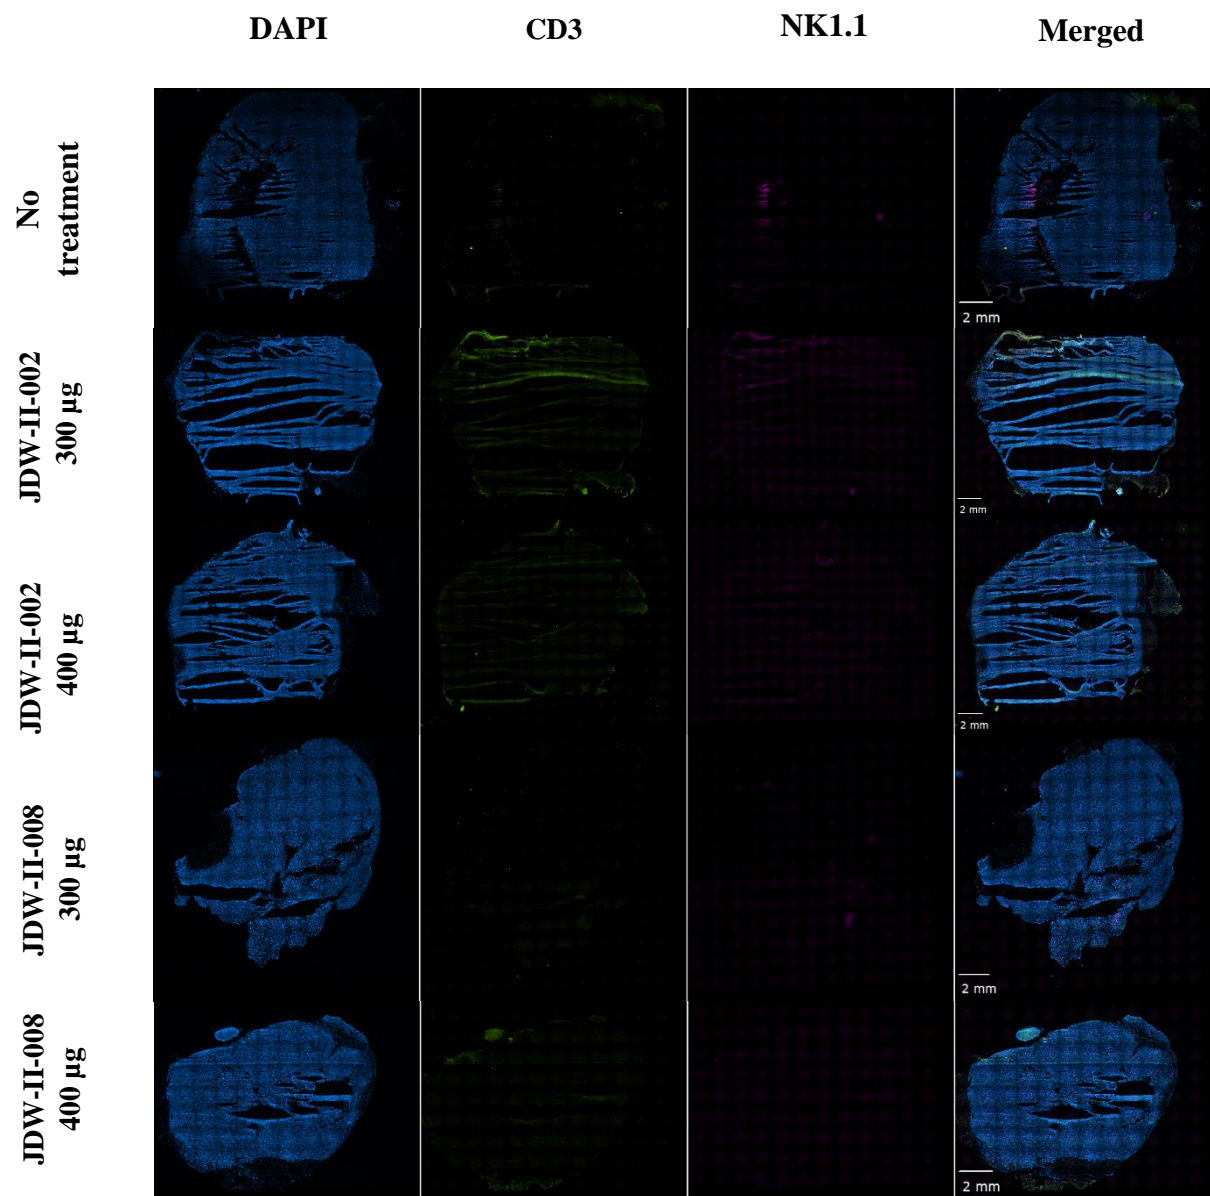 DAPI CD3 NK1.1 Merged
No
treatment
2 mm
JDW-II-002
300 µg
2 mm
JDW-II-002
400 µg
2 mm
JDW-II-008
300 µg
2 mm
JDW-II-008
400 µg
2 mm